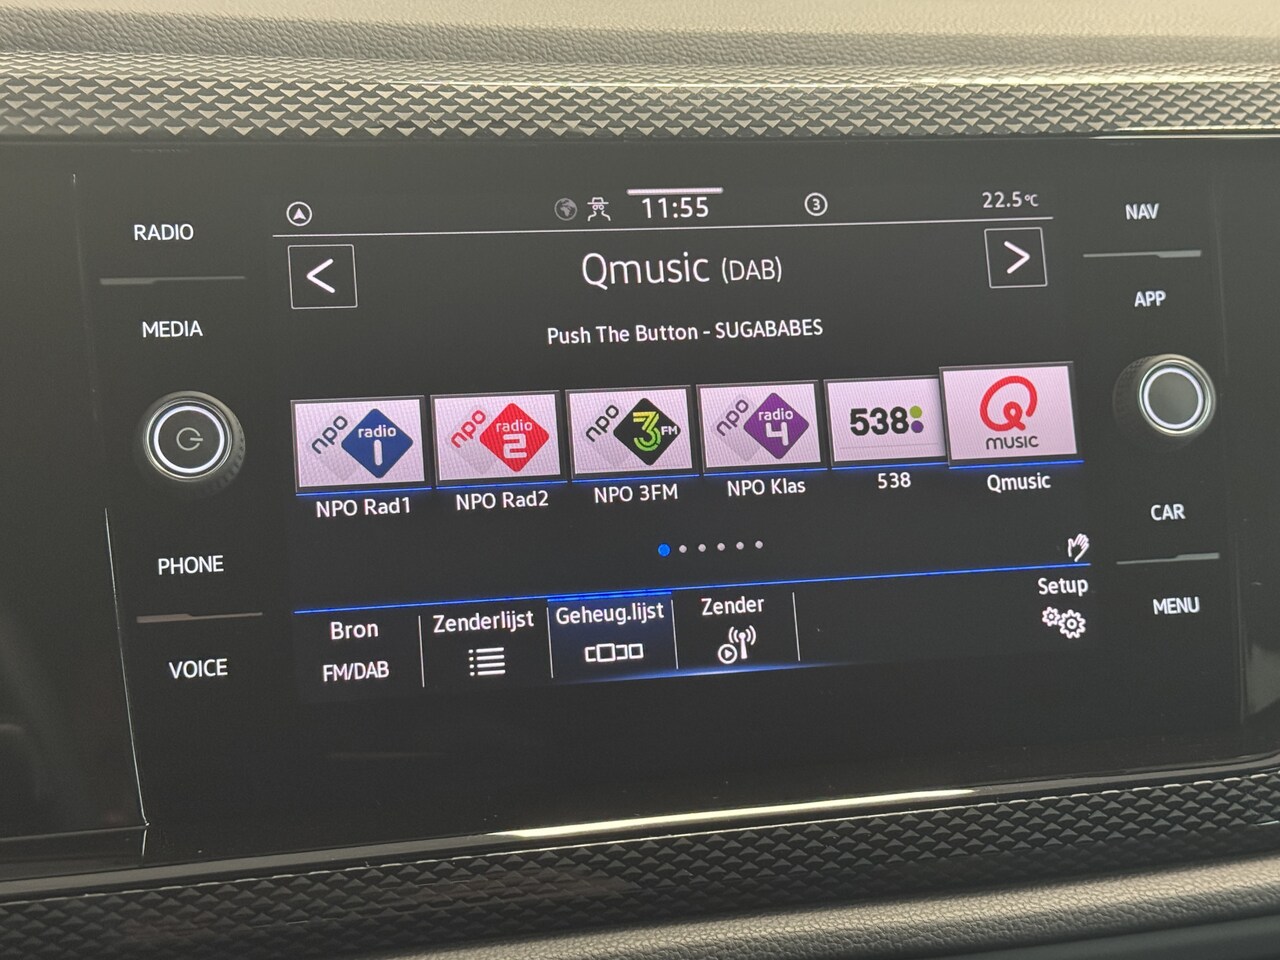 RADIO
MEDIA
PHONE
VOICE
11:55
3
22.5°C
<
Qmusic (DAB)
>
Push The Button - SUGABABES
npo radio 1
npo radio 2
npo 3FM
npo radio 4
538
Q MUSIC
NPO Rad1
NPO Rad2
NPO 3FM
NPO Klas
538
Qmusic
Bron
FM/DAB
Zenderlijst
Geheug.lijst
Zender
Setup
NAV
APP
CAR
MENU